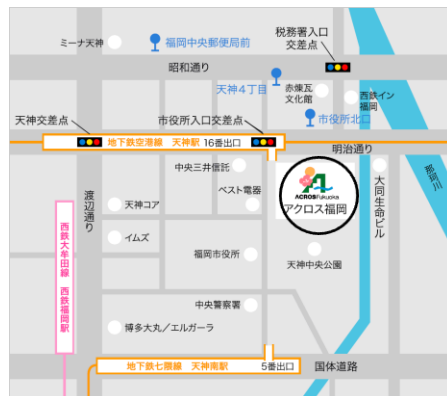 ミーナ天神
福岡中央郵便局前
税務署入口
交差点
昭和通り
天神4丁目
赤煉瓦
文化館
西鉄イン
福岡
市役所北口
天神交差点
市役所入口交差点
那珂川
地下鉄空港線 天神駅 16番出口
明治通り
中央三井信託
ベスト電器
ACROS Fukuoka
アクロス福岡
大同生命ビル
渡辺通り
天神コア
イムズ
福岡市役所
天神中央公園
西鉄大牟田線 西鉄福岡駅
中央警察署
博多大丸／エルガーラ
地下鉄七隈線 天神南駅
5番出口
国体道路